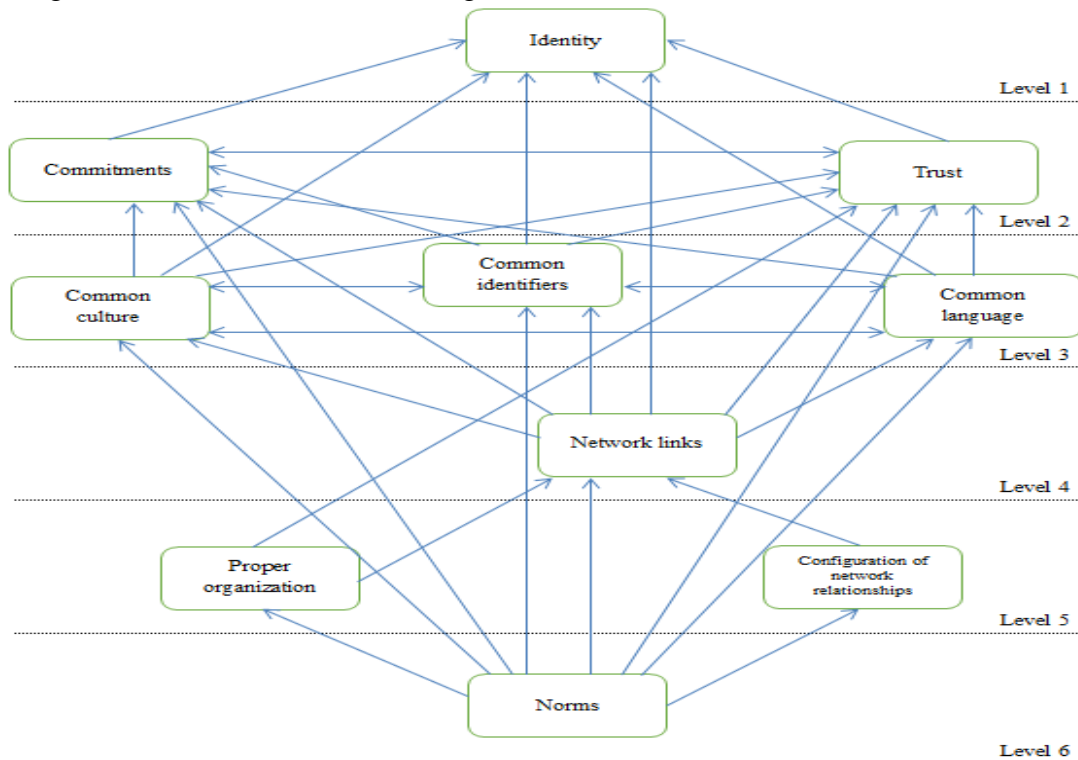 Identity
Level 1
Commitments
Trust
Level 2
Common
identifiers
Common
culture
Common
language
Level 3
Network links
Level 4
Proper
organization
Configuration of
network
relationships
Level 5
Norms
Level 6